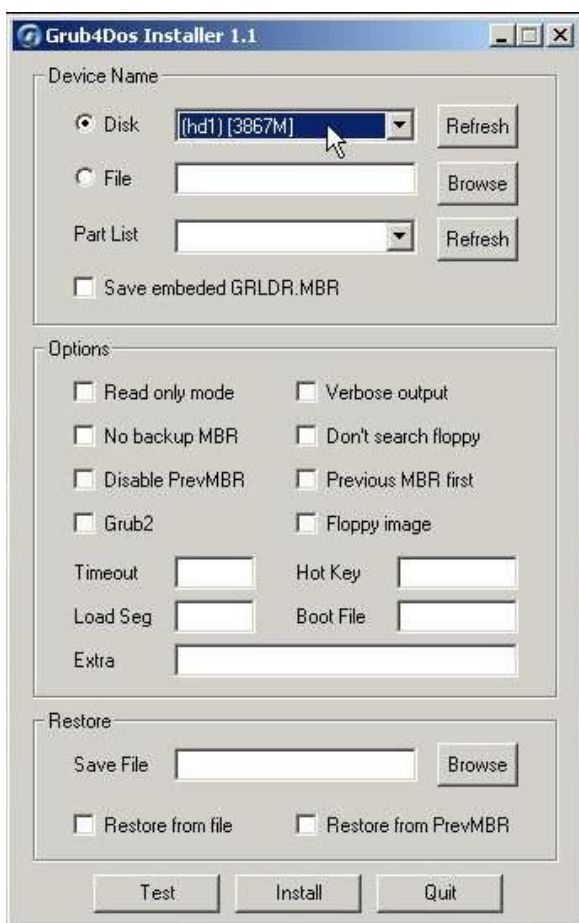 Grub4Dos Installer 1.1
Device Name
Disk (hd1) [3867M] Refresh
File Browse
Part List Refresh
Save embeded GRLDR.MBR
Options
Read only mode Verbose output
No backup MBR Don't search floppy
Disable PrevMBR Previous MBR first
Grub2 Floppy image
Timeout Hot Key
Load Seg Boot File
Extra
Restore
Save File Browse
Restore from file Restore from PrevMBR
Test Install Quit